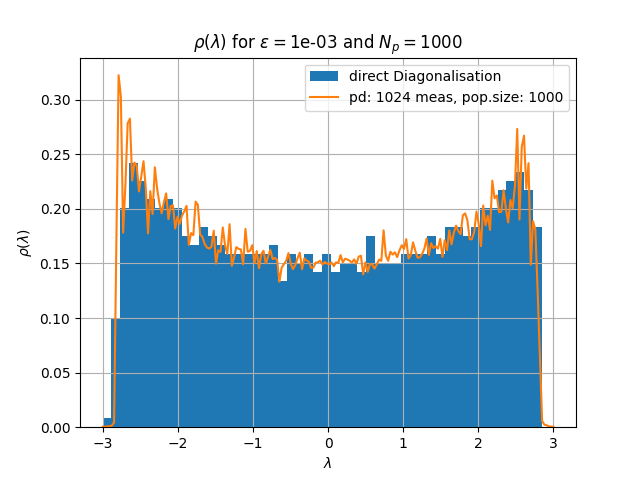 ρ(λ) for ε = 1e-03 and N_p = 1000
direct Diagonalisation
pd: 1024 meas, pop.size: 1000
ρ(λ)
0.30
0.25
0.20
0.15
0.10
0.05
0.00
−3 −2 −1 0 1 2 3
λ